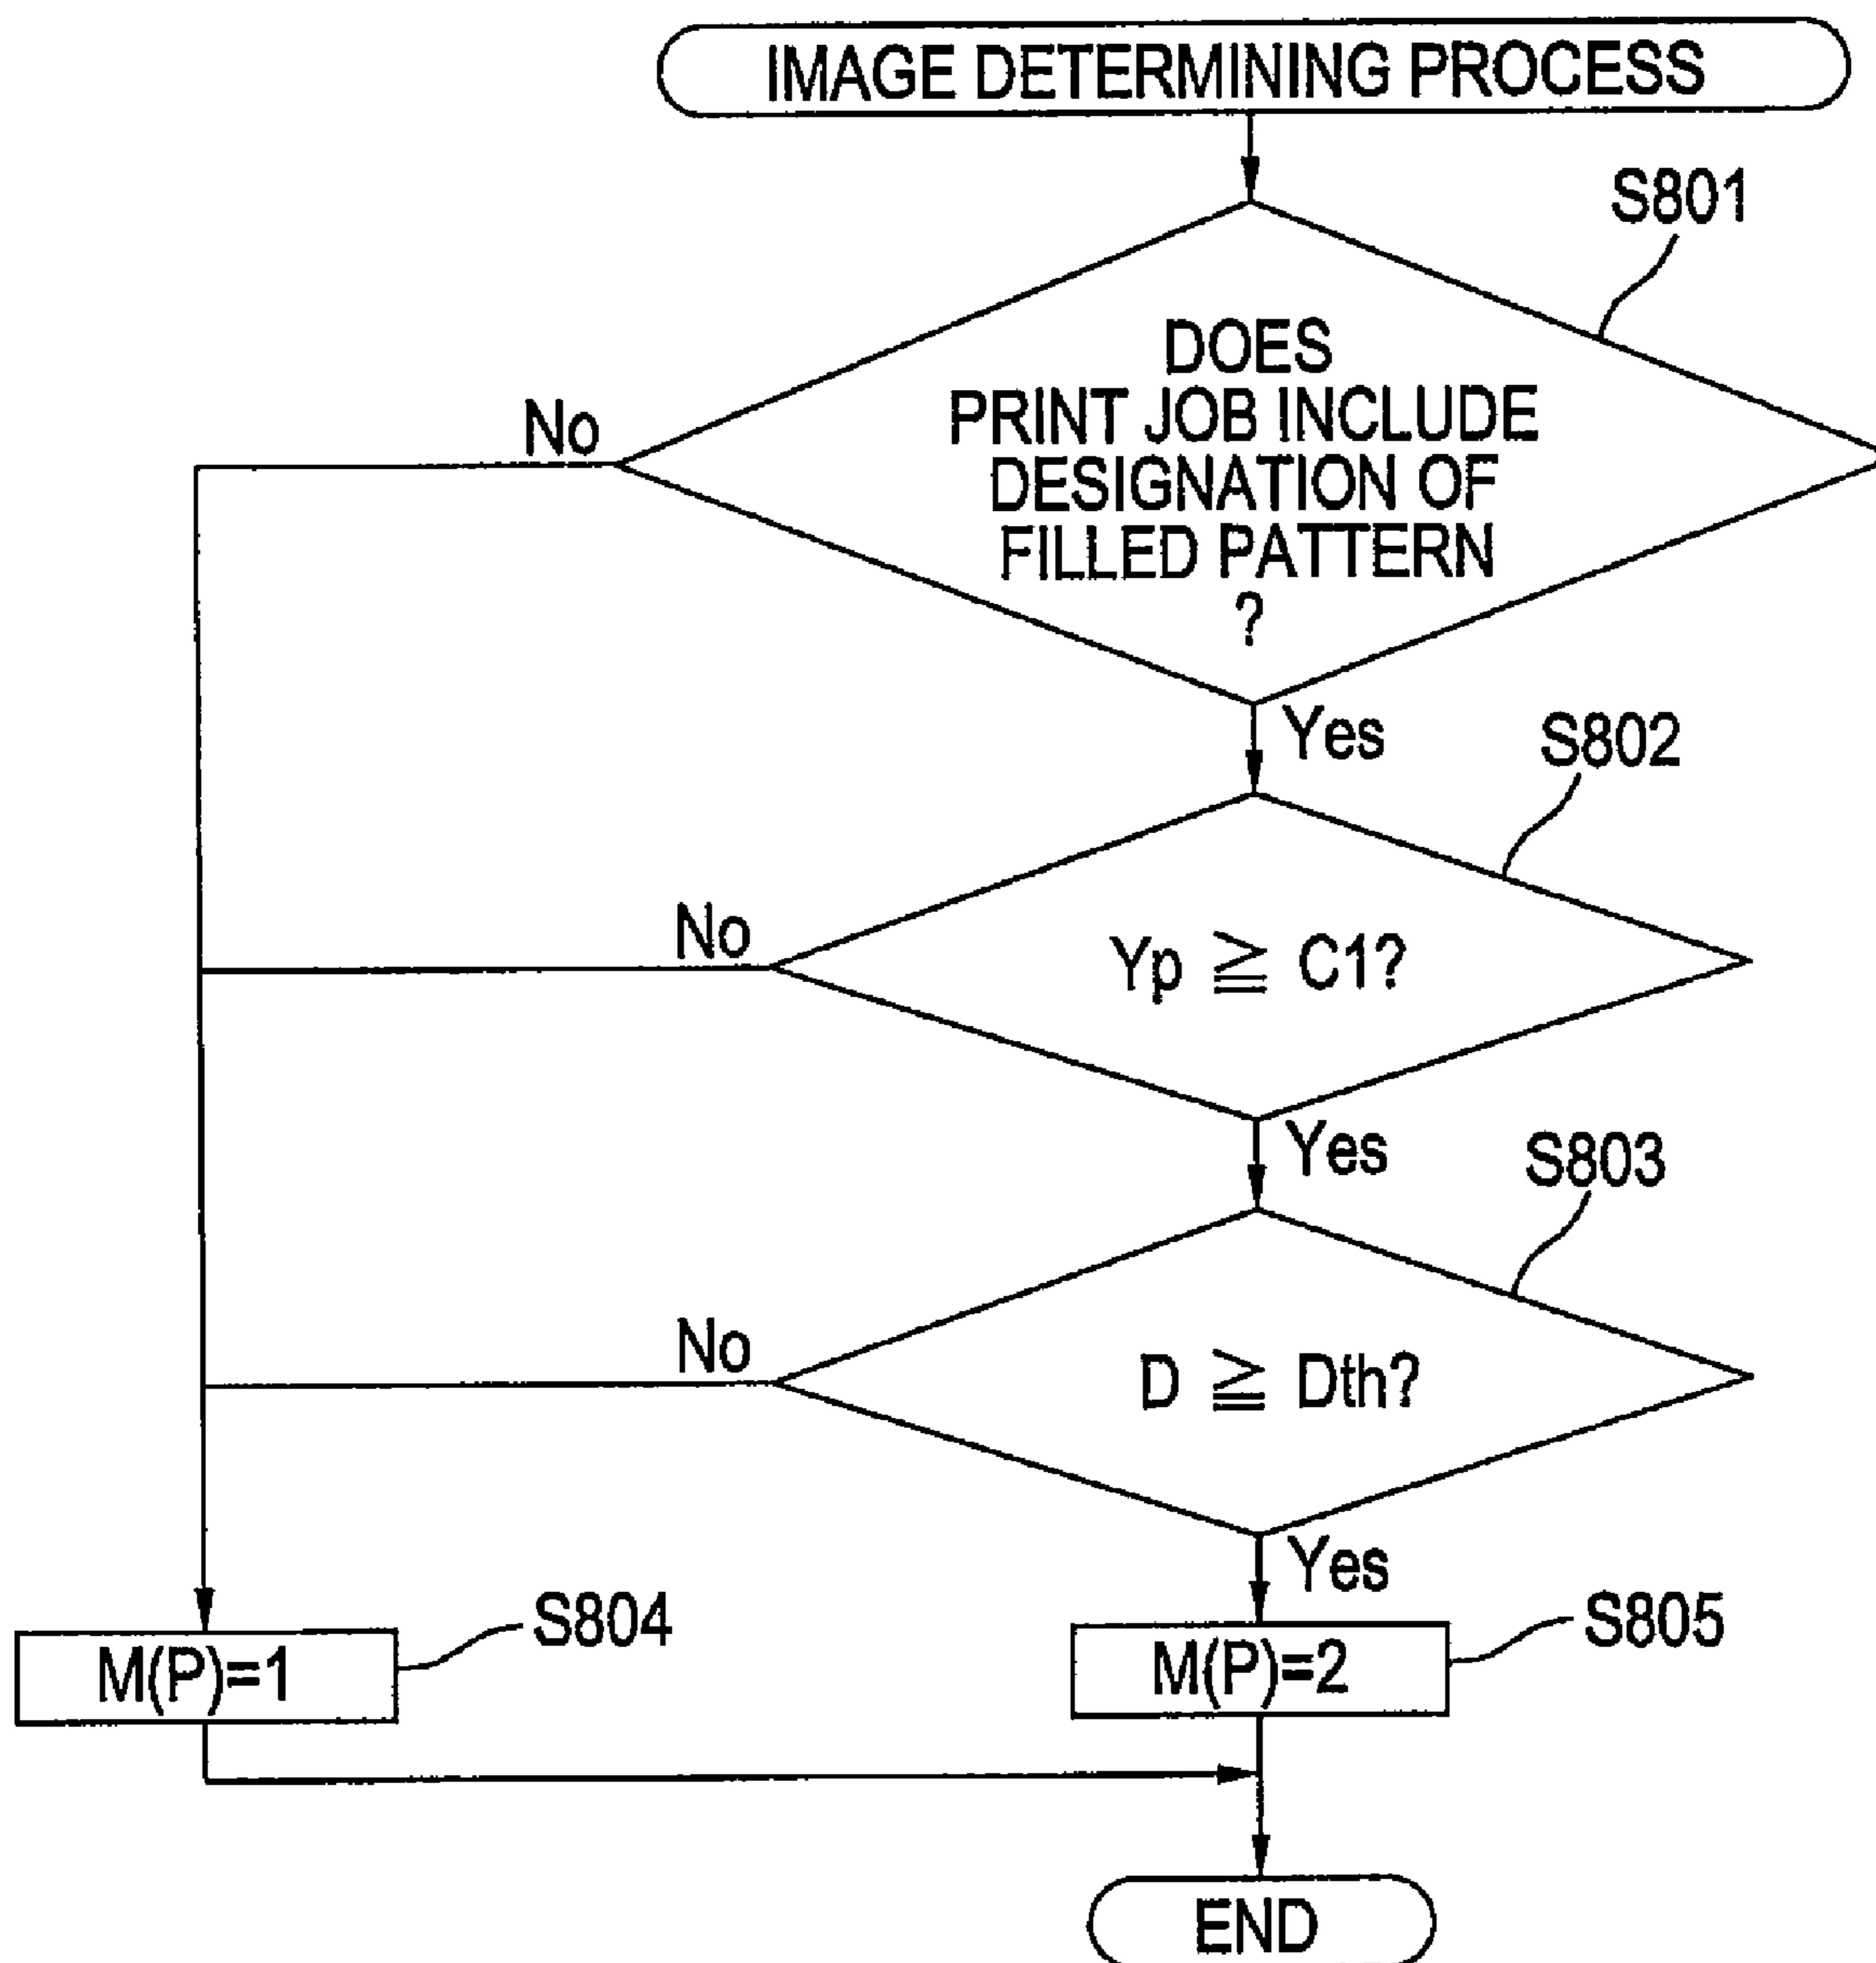 IMAGE DETERMINING PROCESS
S801
DOES
PRINT JOB INCLUDE
DESIGNATION OF
FILLED PATTERN
?
No
Yes
S802
Yp ≧ C1?
No
Yes
S803
D ≧ Dth?
No
Yes
S804
M(P)=1
S805
M(P)=2
END